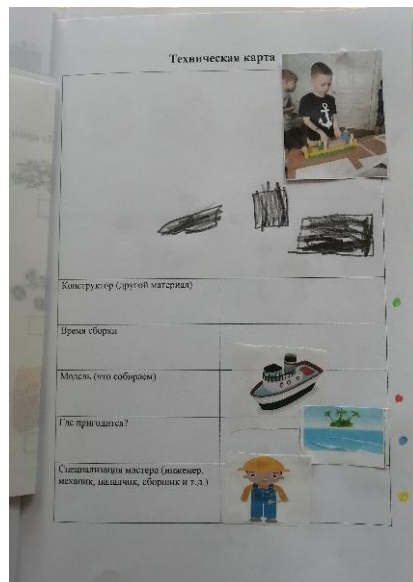 Техническая карта
Конструктор (другой материал)
Время сборки
Модель (что собираем)
Где пригодится?
Специализация мастера (инженер,
механик, наладчик, сборщик и т.д.)